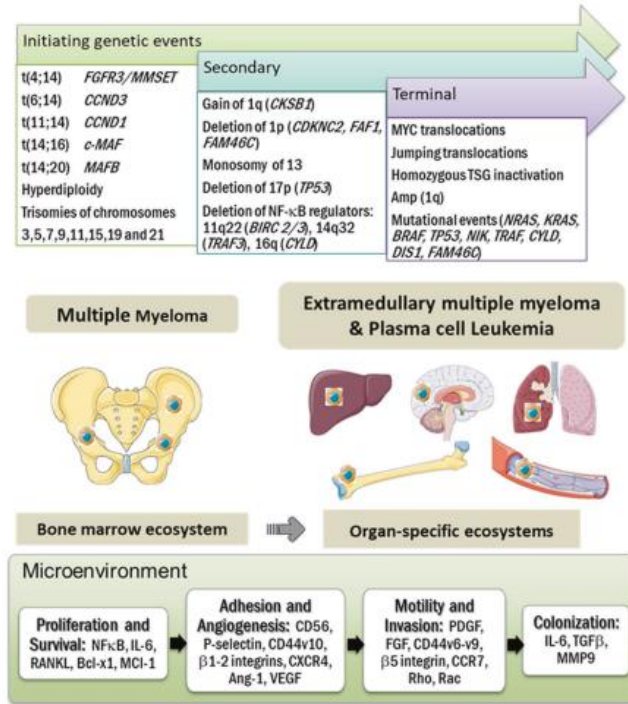 Initiating genetic events
t(4;14) FGFR3/MMSET
t(6;14) CCND3
t(11;14) CCND1
t(14;16) c-MAF
t(14;20) MAFB
Hyperdiploidy
Trisomies of chromosomes
3,5,7,9,11,15,19 and 21
Secondary
Gain of 1q (CKSB1)
Deletion of 1p (CDKNC2, FAF1,
FAM46C)
Monosomy of 13
Deletion of 17p (TP53)
Deletion of NF-κB regulators:
11q22 (BIRC 2/3), 14q32
(TRAF3), 16q (CYLD)
Terminal
MYC translocations
Jumping translocations
Homozygous TSG inactivation
Amp (1q)
Mutational events (NRAS, KRAS,
BRAF, TP53, NIK, TRAF, CYLD,
DIS1, FAM46C)
Multiple Myeloma
Extramedullary multiple myeloma
& Plasma cell Leukemia
Bone marrow ecosystem
Organ-specific ecosystems
Microenvironment
Proliferation and
Survival: NFκB, IL-6,
RANKL, Bcl-x1, MCl-1
Adhesion and
Angiogenesis: CD56,
P-selectin, CD44v10,
β1-2 integrins, CXCR4,
Ang-1, VEGF
Motility and
Invasion: PDGF,
FGF, CD44v6-v9,
β5 integrin, CCR7,
Rho, Rac
Colonization:
IL-6, TGFβ,
MMP9